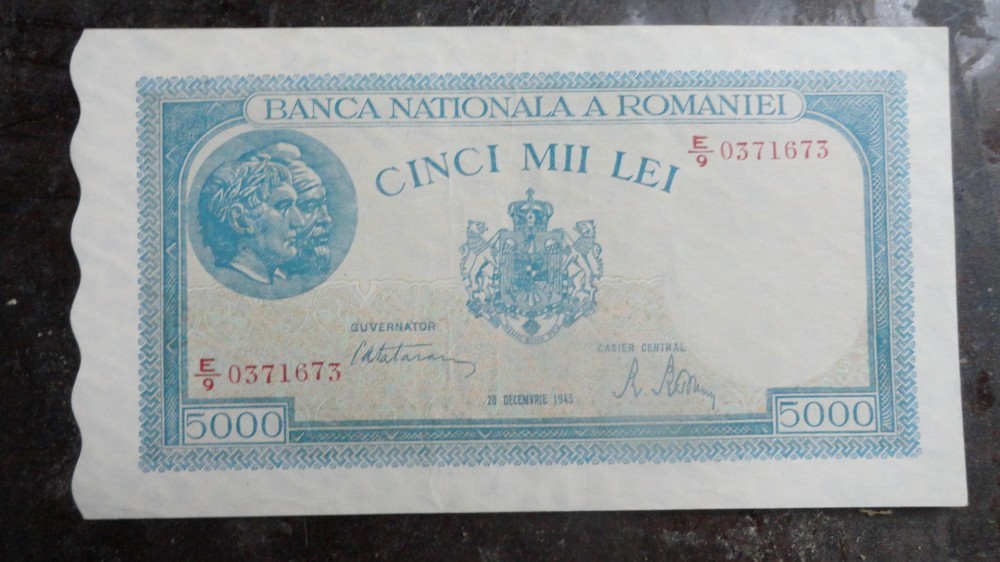 BANCA NATIONALA A ROMANIEI
CINCI MII LEI
E/9 0371673
GUVERNATOR
CASIER CENTRAL
E/9 0371673
20 DECEMVRIE 1945
5000
5000